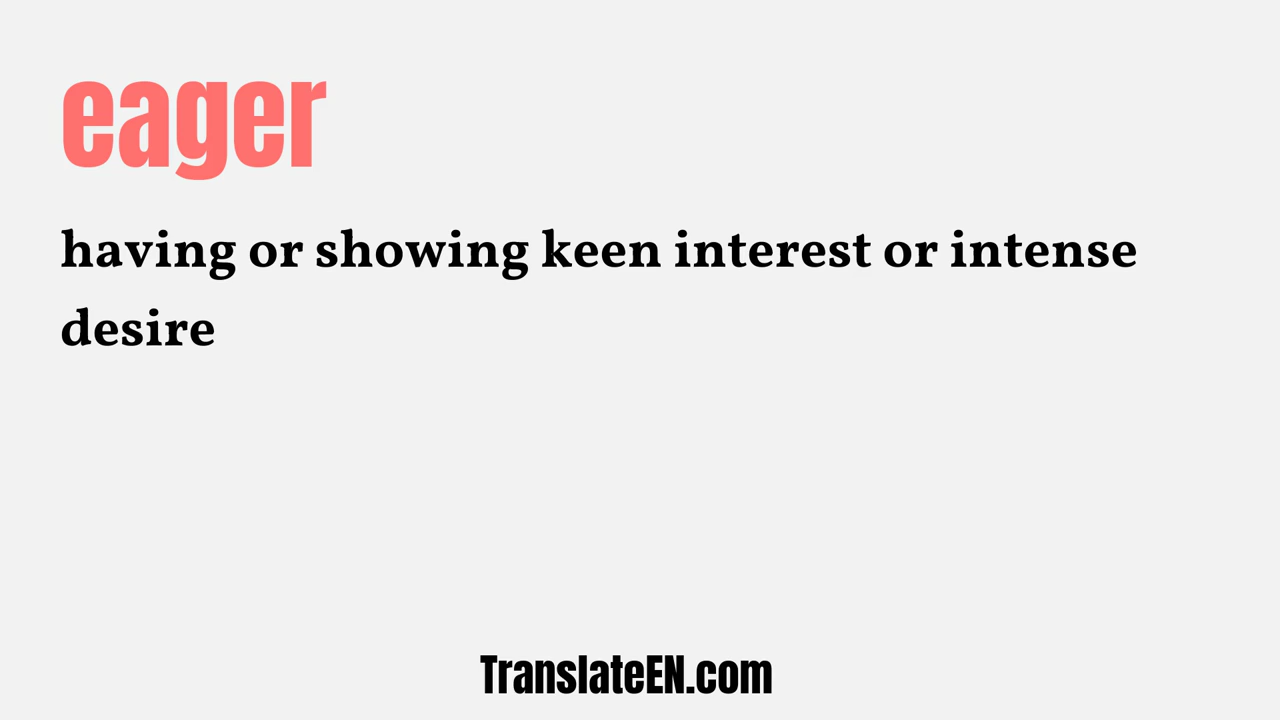 eager
having or showing keen interest or intense
desire
TranslateEN.com